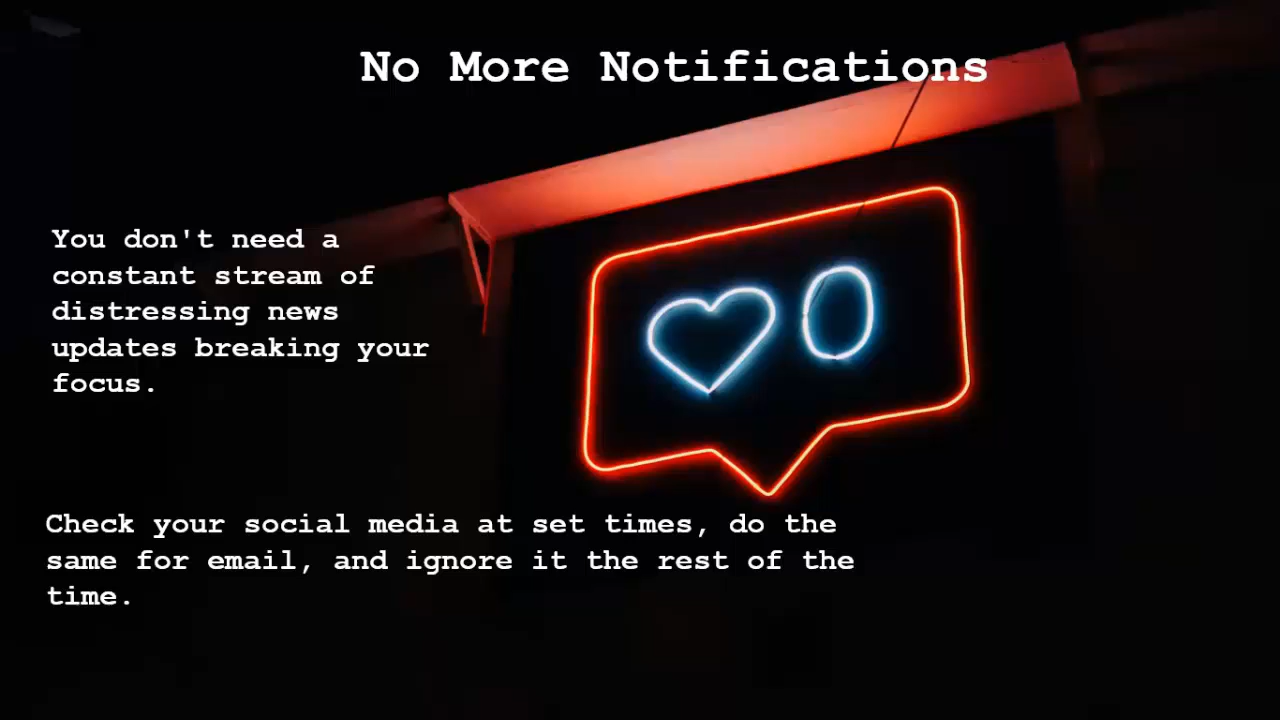 No More Notifications
You don't need a
constant stream of
distressing news
updates breaking your
focus.
0
Check your social media at set times, do the
same for email, and ignore it the rest of the
time.